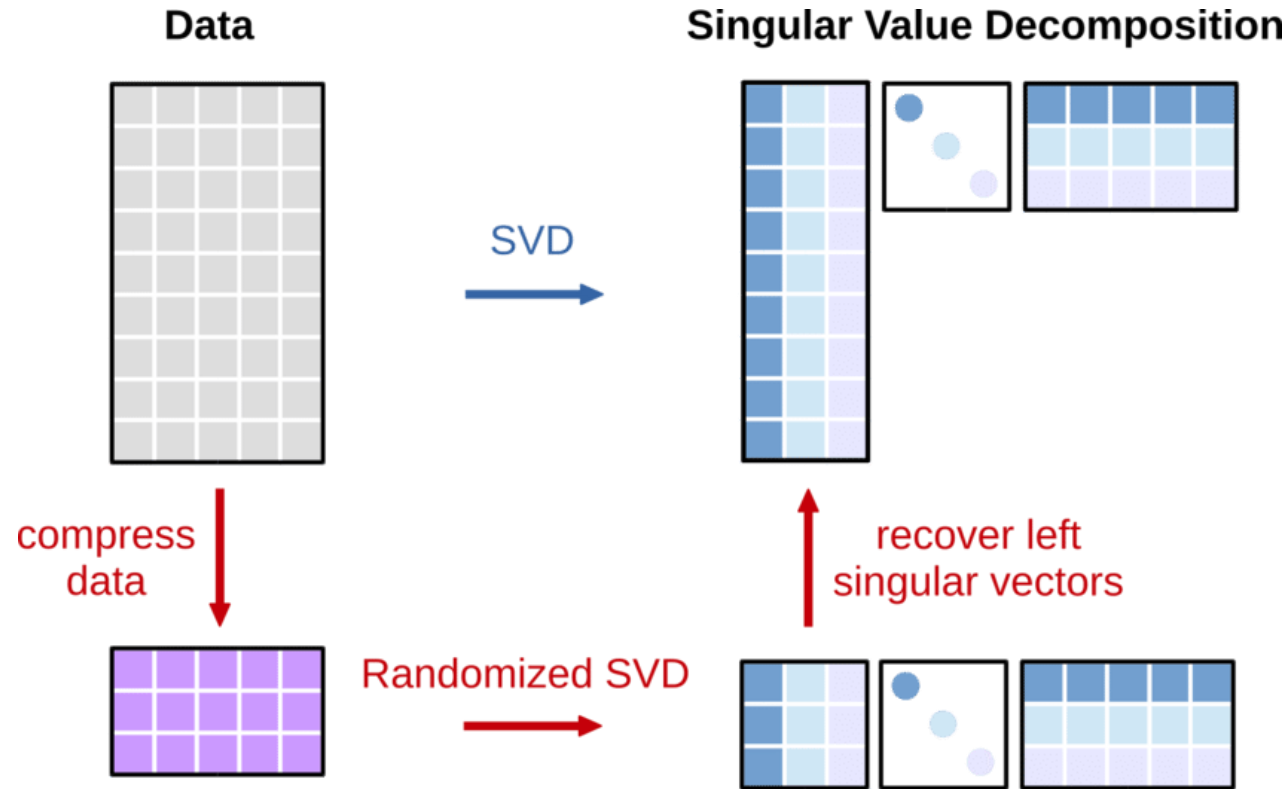 Data
Singular Value Decomposition
SVD
compress
data
recover left
singular vectors
Randomized SVD